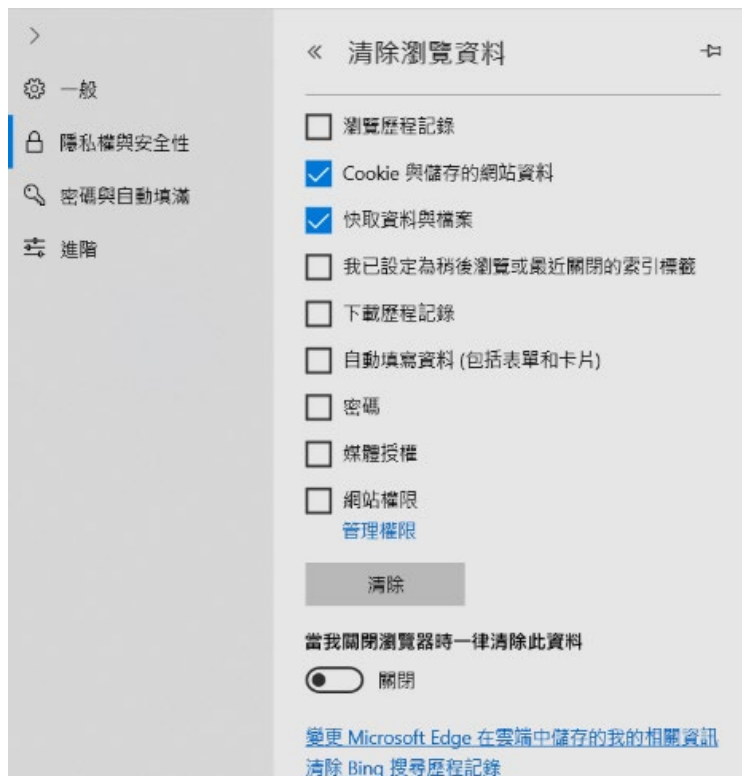 一般
隱私權與安全性
密碼與自動填滿
進階
清除瀏覽資料
瀏覽歷程記錄
Cookie 與儲存的網站資料
快取資料與檔案
我已設定為稍後瀏覽或最近關閉的索引標籤
下載歷程記錄
自動填寫資料 (包括表單和卡片)
密碼
媒體授權
網站權限
管理權限
清除
當我關閉瀏覽器時一律清除此資料
關閉
變更 Microsoft Edge 在雲端中儲存的我的相關資訊
清除 Bing 搜尋歷程記錄